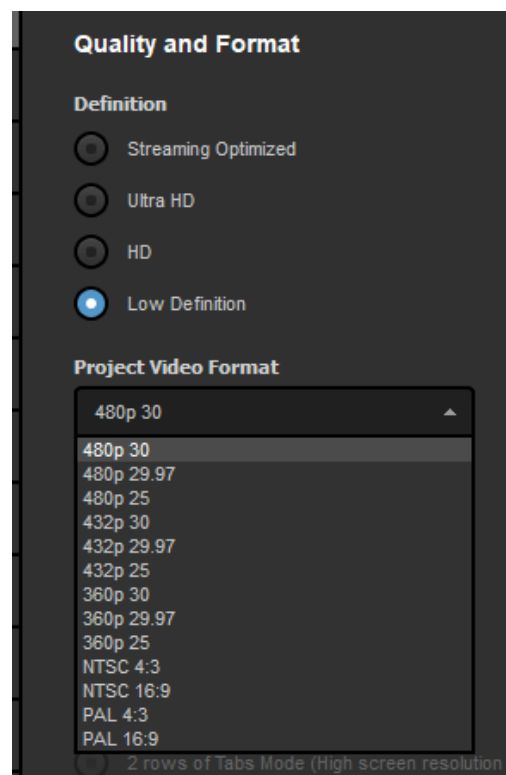 Quality and Format
Definition
Streaming Optimized
Ultra HD
HD
Low Definition
Project Video Format
480p 30
480p 30
480p 29.97
480p 25
432p 30
432p 29.97
432p 25
360p 30
360p 29.97
360p 25
NTSC 4:3
NTSC 16:9
PAL 4:3
PAL 16:9
2 rows of Tabs Mode (High screen resolution